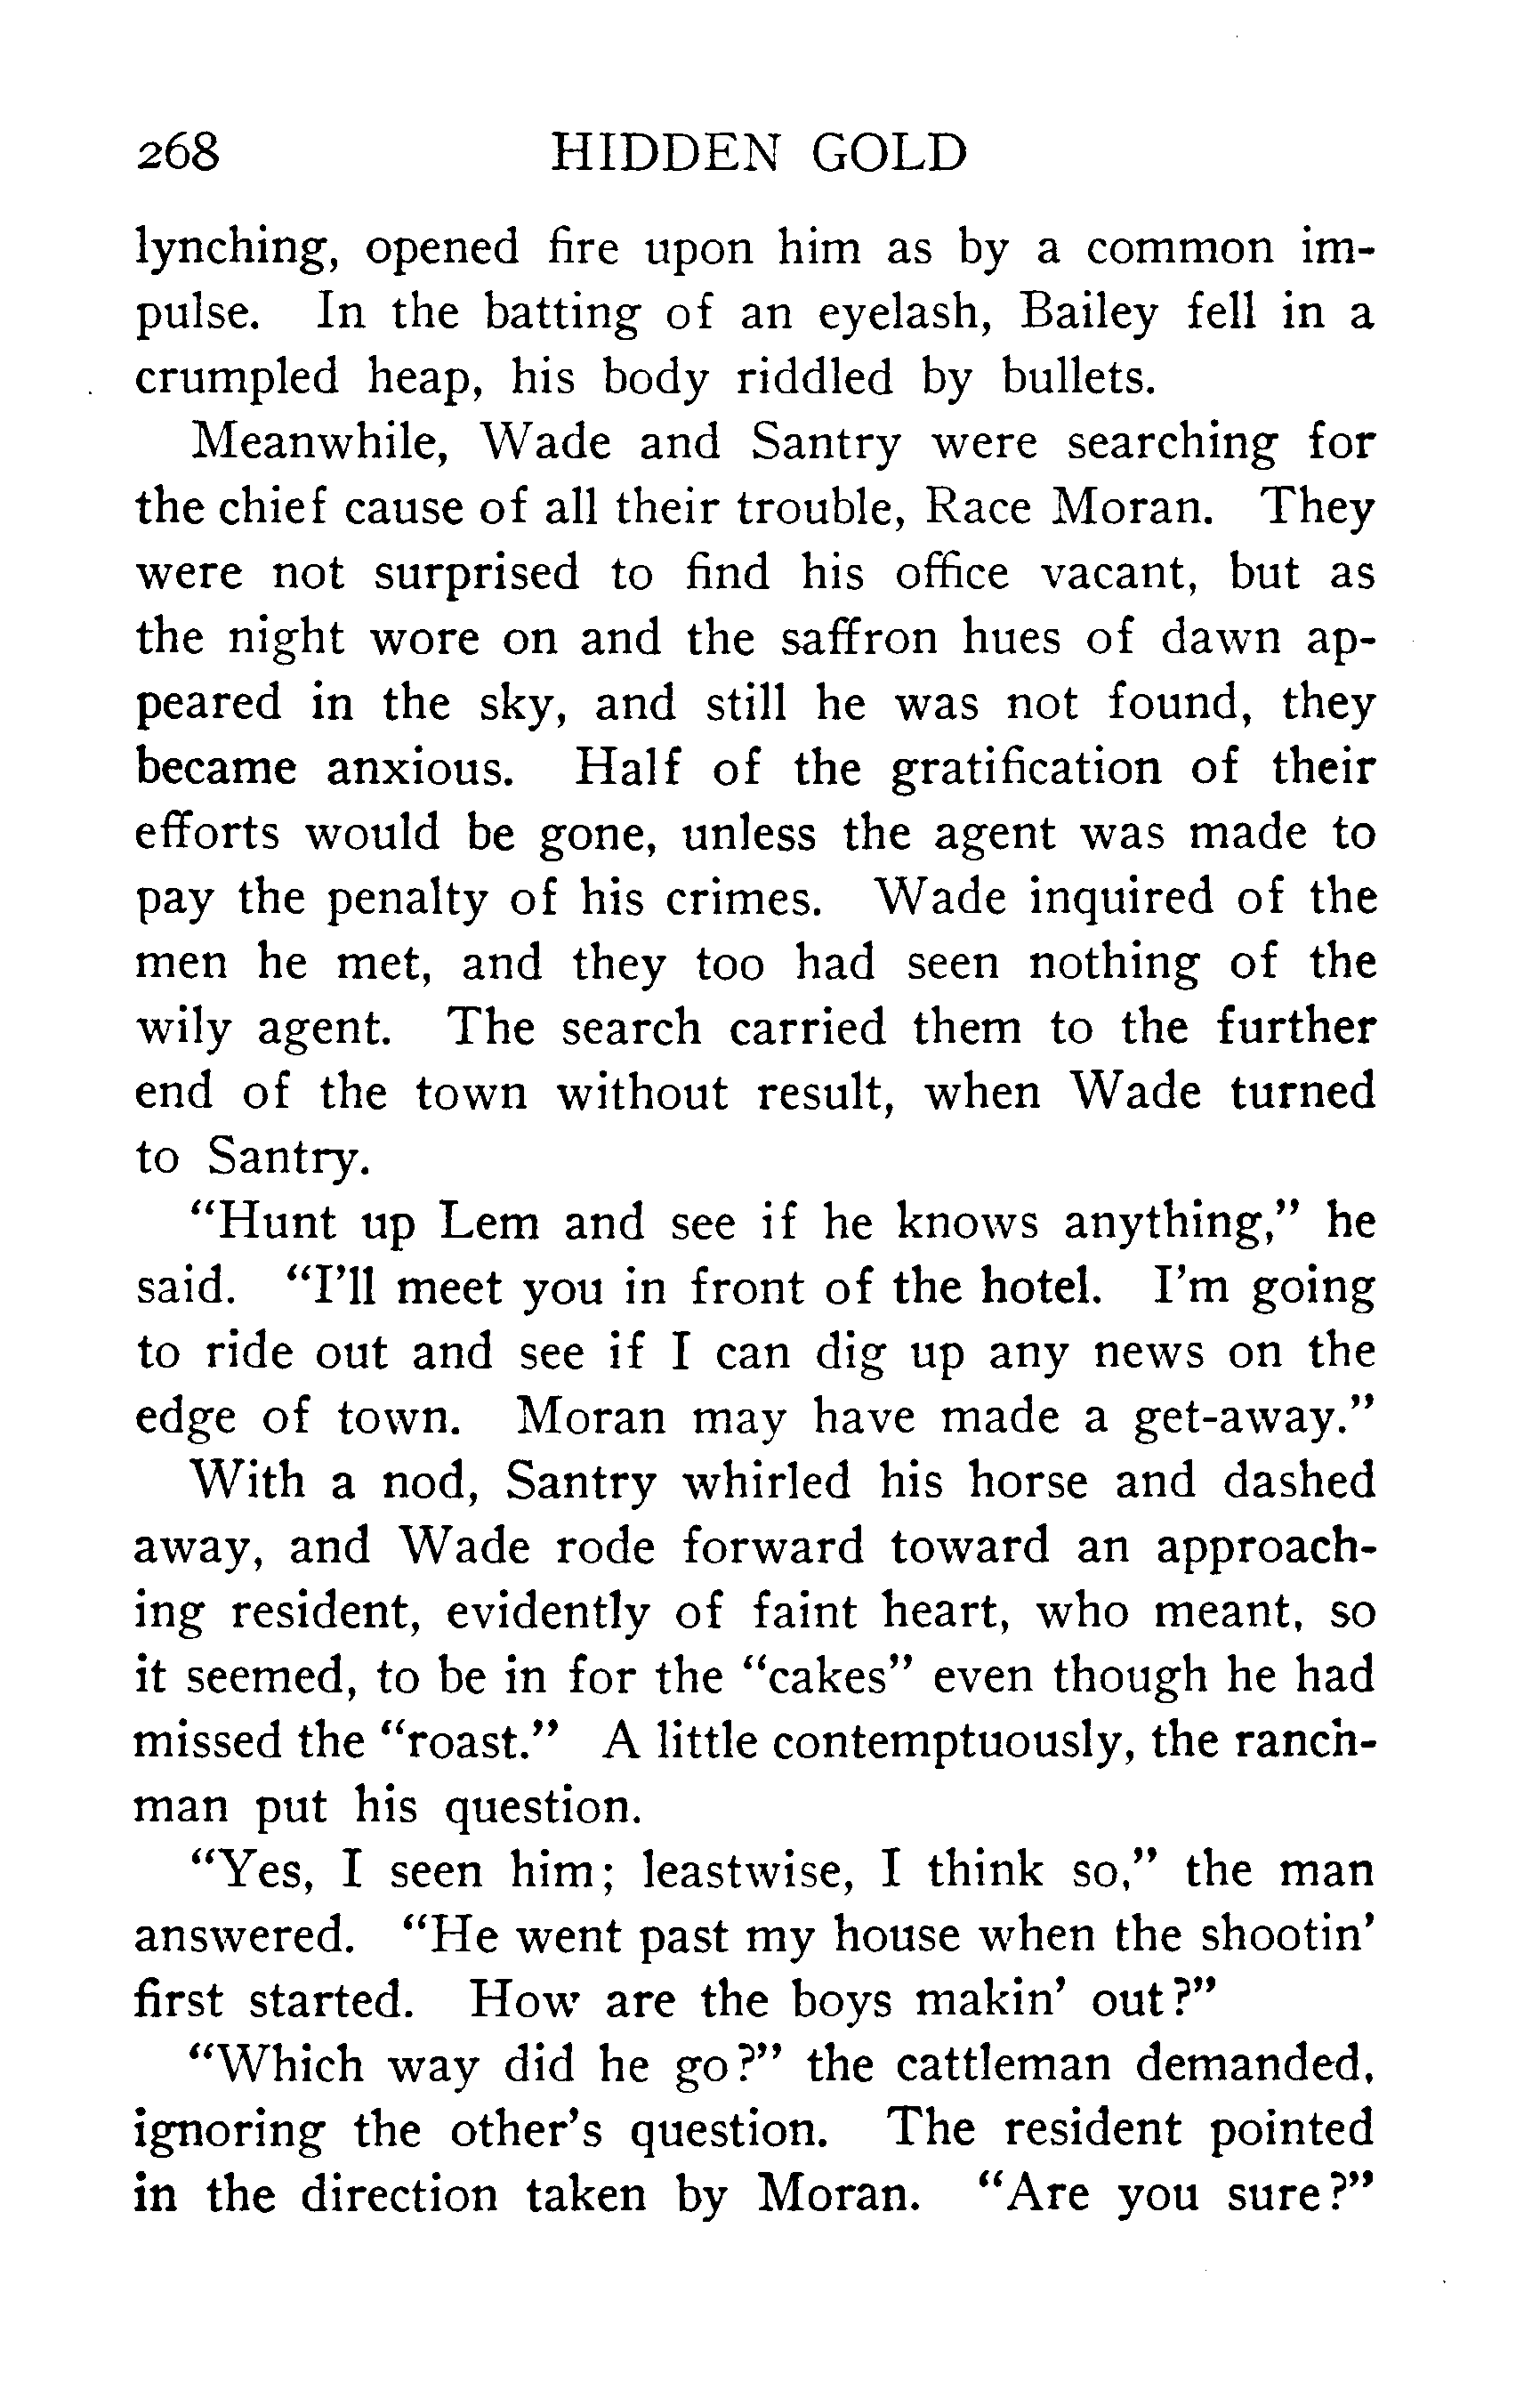 268 HIDDEN GOLD
lynching, opened fire upon him as by a common im-
pulse. In the batting of an eyelash, Bailey fell in a
crumpled heap, his body riddled by bullets.
Meanwhile, Wade and Santry were searching for
the chief cause of all their trouble, Race Moran. They
were not surprised to find his office vacant, but as
the night wore on and the saffron hues of dawn ap-
peared in the sky, and still he was not found, they
became anxious. Half of the gratification of their
efforts would be gone, unless the agent was made to
pay the penalty of his crimes. Wade inquired of the
men he met, and they too had seen nothing of the
wily agent. The search carried them to the further
end of the town without result, when Wade turned
to Santry.
"Hunt up Lem and see if he knows anything," he
said. "I'll meet you in front of the hotel. I'm going
to ride out and see if I can dig up any news on the
edge of town. Moran may have made a get-away."
With a nod, Santry whirled his horse and dashed
away, and Wade rode forward toward an approach-
ing resident, evidently of faint heart, who meant, so
it seemed, to be in for the "cakes" even though he had
missed the "roast." A little contemptuously, the ranch-
man put his question.
"Yes, I seen him; leastwise, I think so," the man
answered. "He went past my house when the shootin'
first started. How are the boys makin' out?"
"Which way did he go?" the cattleman demanded,
ignoring the other's question. The resident pointed
in the direction taken by Moran. "Are you sure?"